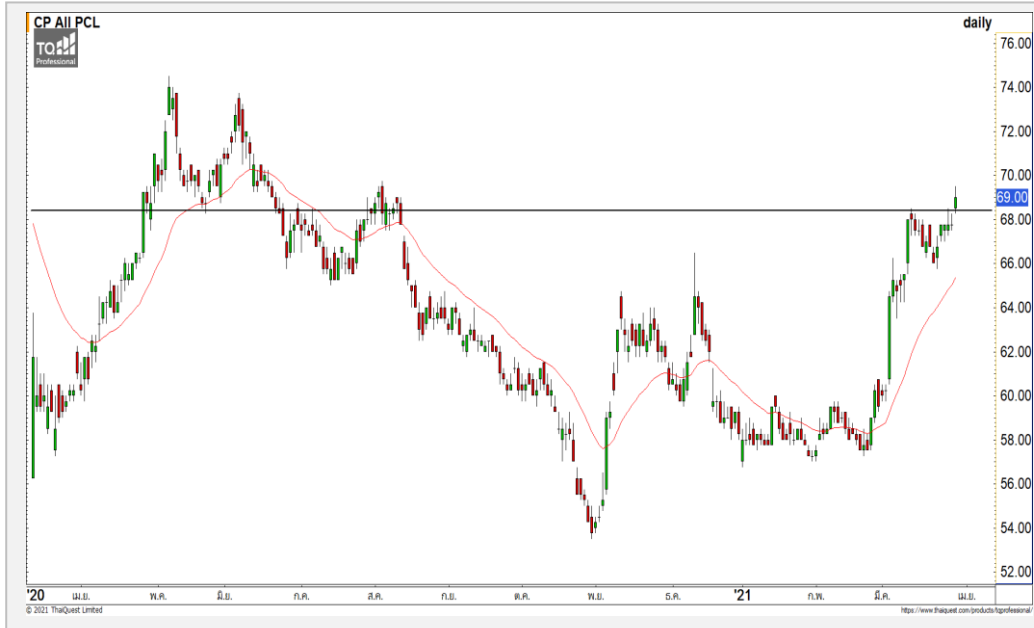 CP All PCL
daily
TQ
Professional
76.00
74.00
72.00
70.00
69.00
68.00
66.00
64.00
62.00
60.00
58.00
56.00
54.00
52.00
'20 เม.ย. พ.ค. มิ.ย. ก.ค. ส.ค. ก.ย. ต.ค. พ.ย. ธ.ค. '21 ก.พ. มี.ค. เม.ย.
© 2021 ThaiQuest Limited
https://www.thaiquest.com/products/tqprofessional/